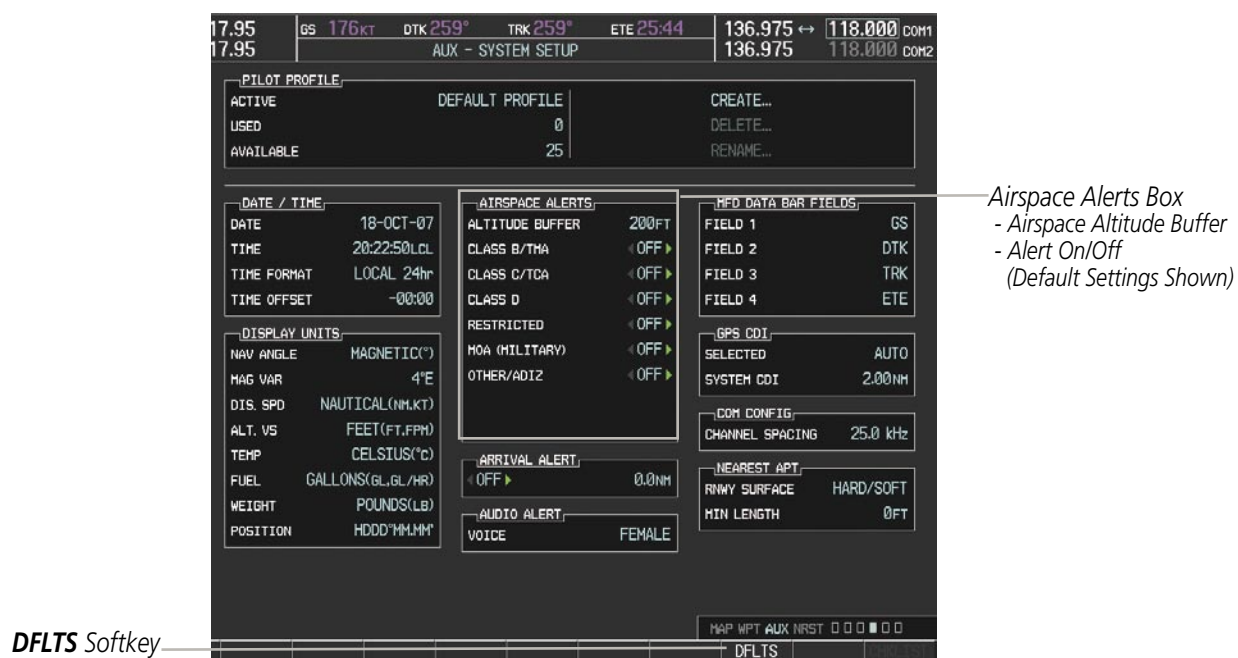 17.95 GS 176KT DTK 259° TRK 259° ETE 25:44 136.975 ↔ 118.000 COM1
17.95 AUX - SYSTEM SETUP 136.975 118.000 COM2
PILOT PROFILE
ACTIVE DEFAULT PROFILE CREATE...
USED 0 DELETE...
AVAILABLE 25 RENAME...
DATE / TIME
DATE 18-OCT-07
TIME 20:22:50LCL
TIME FORMAT LOCAL 24hr
TIME OFFSET -00:00
DISPLAY UNITS
NAV ANGLE MAGNETIC(°)
MAG VAR 4°E
DIS. SPD NAUTICAL(NM,KT)
ALT. VS FEET(FT,FPM)
TEMP CELSIUS(°C)
FUEL GALLONS(GL,GL/HR)
WEIGHT POUNDS(LB)
POSITION HDDD°MM.MM'
AIRSPACE ALERTS
ALTITUDE BUFFER 200FT
CLASS B/TMA OFF
CLASS C/TCA OFF
CLASS D OFF
RESTRICTED OFF
MOA (MILITARY) OFF
OTHER/ADIZ OFF
ARRIVAL ALERT
OFF 0.0NM
AUDIO ALERT
VOICE FEMALE
MFD DATA BAR FIELDS
FIELD 1 GS
FIELD 2 DTK
FIELD 3 TRK
FIELD 4 ETE
GPS CDI
SELECTED AUTO
SYSTEM CDI 2.00NM
COM CONFIG
CHANNEL SPACING 25.0 kHz
NEAREST APT
RNWY SURFACE HARD/SOFT
MIN LENGTH 0FT
Airspace Alerts Box
- Airspace Altitude Buffer
- Alert On/Off
(Default Settings Shown)
MAP WPT AUX NRST
DFLTS Softkey
DFLTS CHKLIST